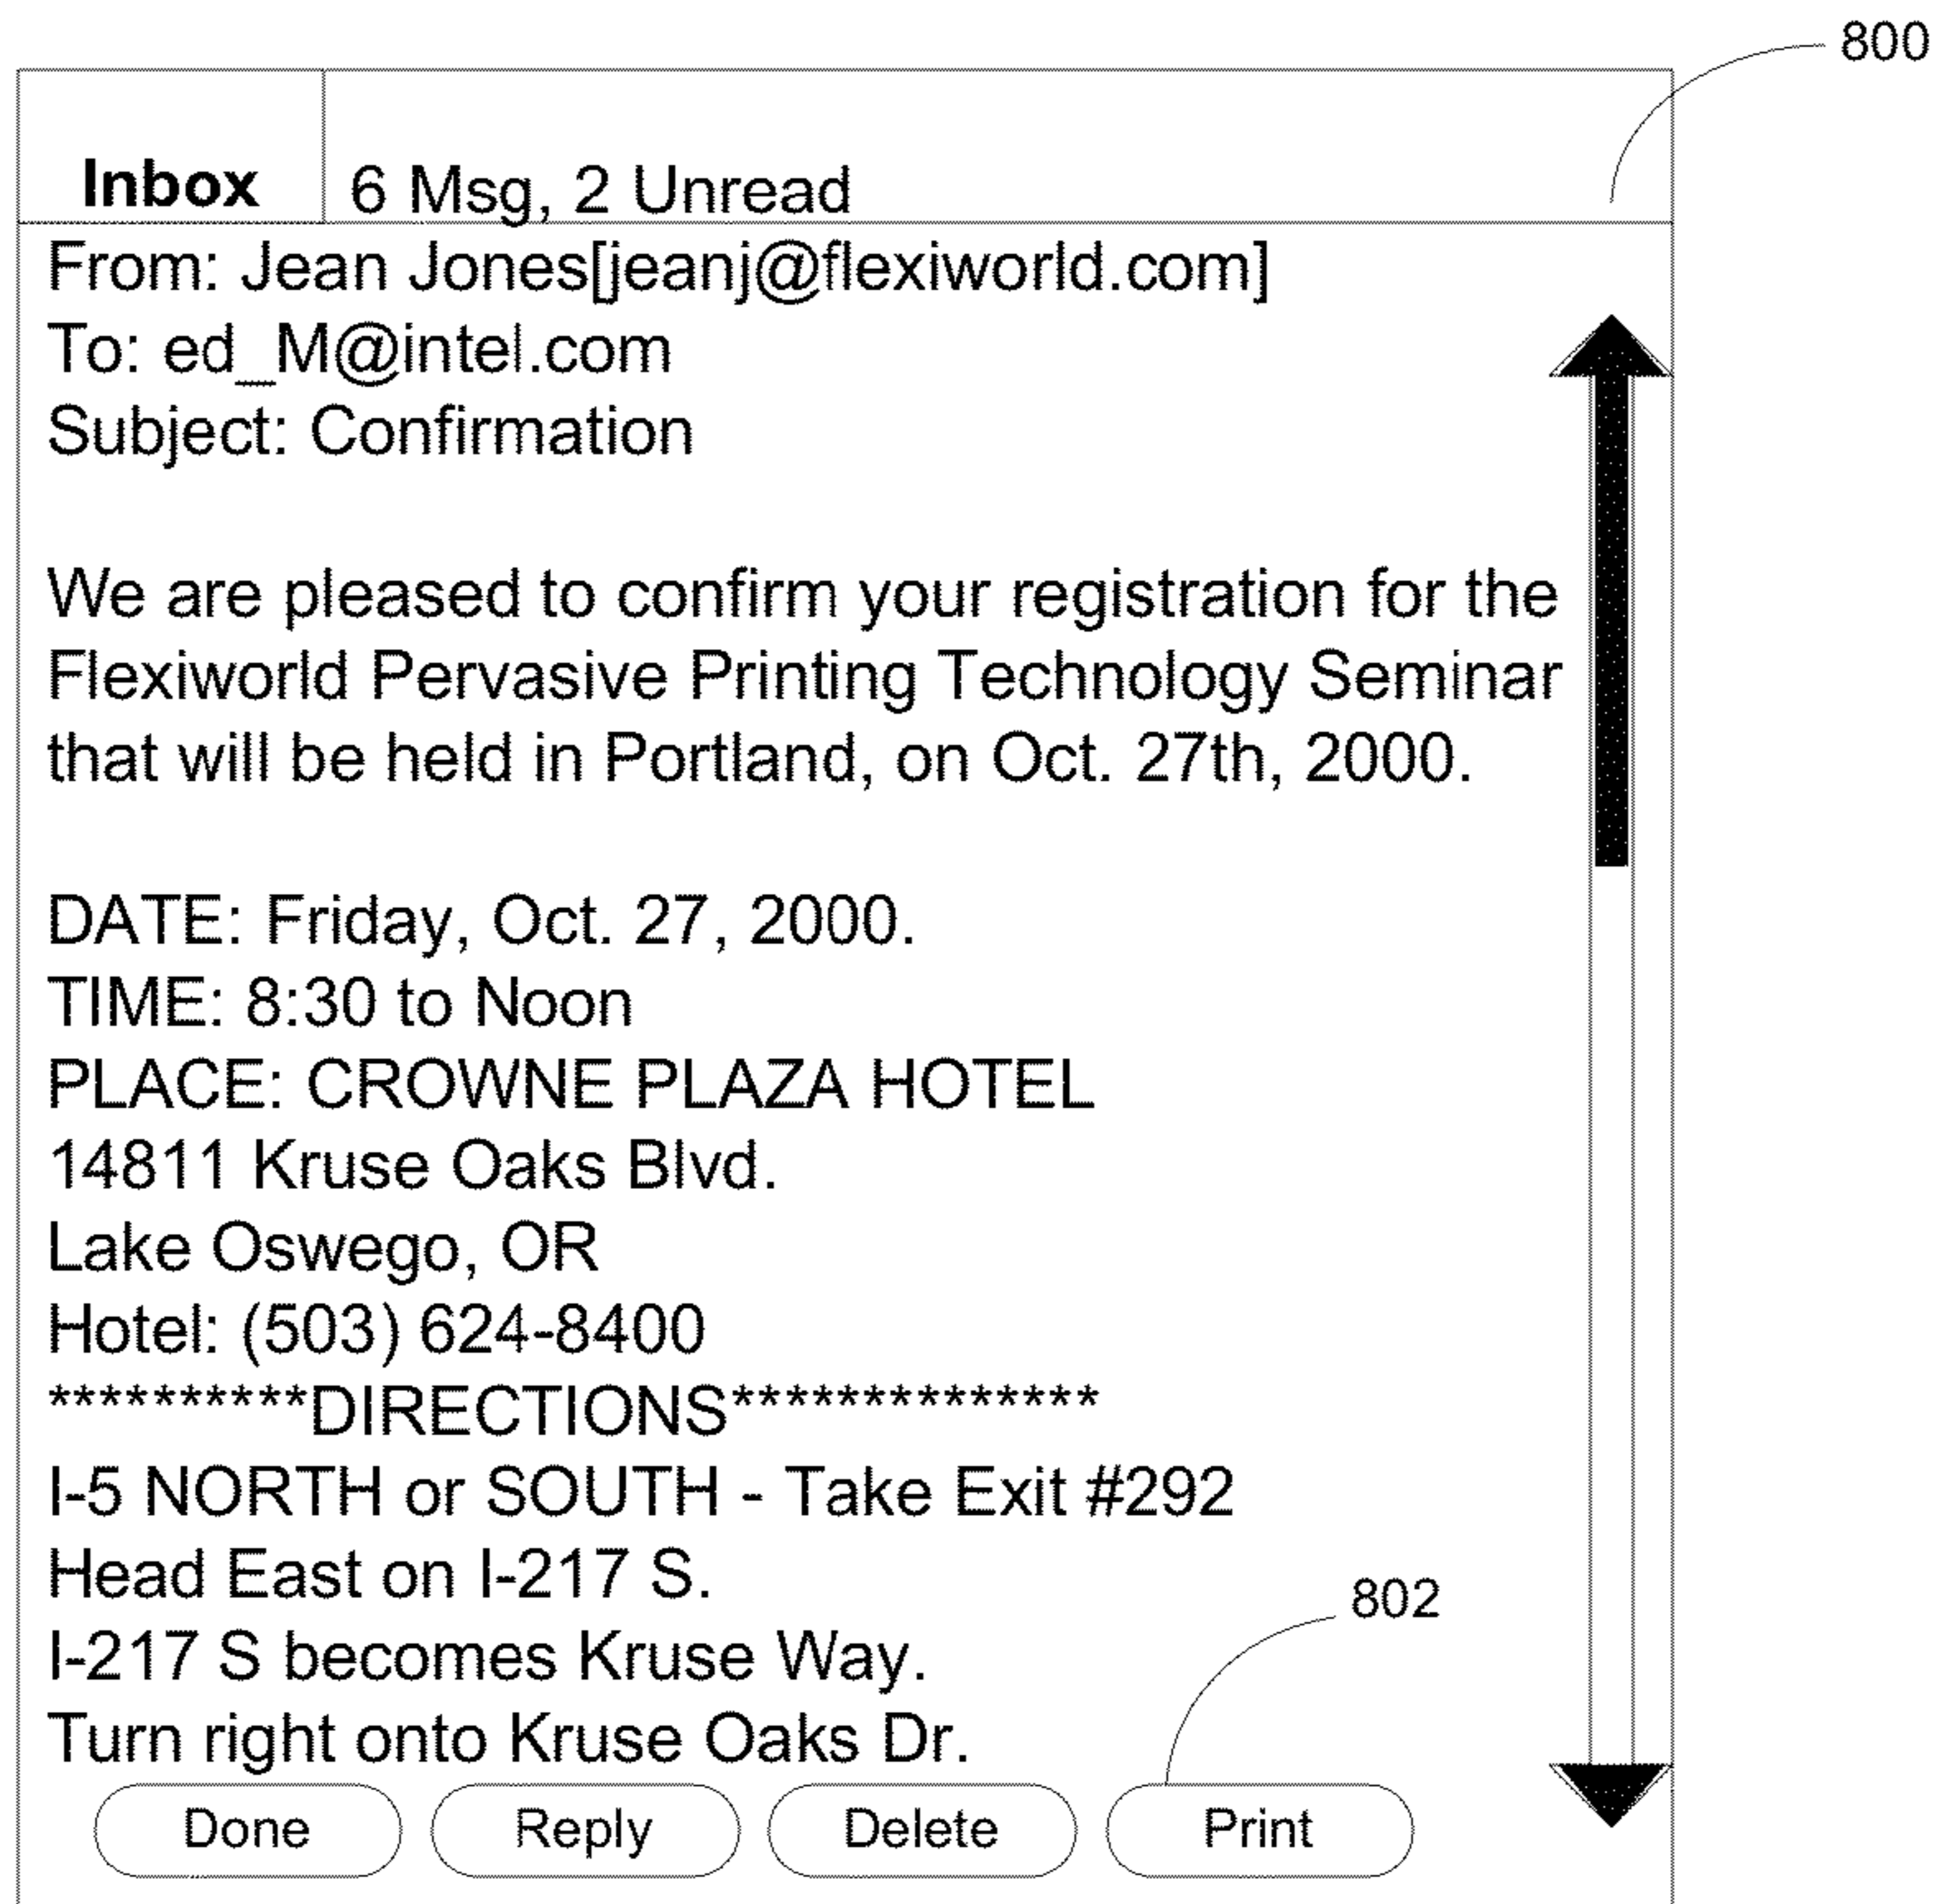 800
Inbox 6 Msg, 2 Unread
From: Jean Jones[jeanj@flexiworld.com]
To: ed_M@intel.com
Subject: Confirmation
We are pleased to confirm your registration for the
Flexiworld Pervasive Printing Technology Seminar
that will be held in Portland, on Oct. 27th, 2000.
DATE: Friday, Oct. 27, 2000.
TIME: 8:30 to Noon
PLACE: CROWNE PLAZA HOTEL
14811 Kruse Oaks Blvd.
Lake Oswego, OR
Hotel: (503) 624-8400
**********DIRECTIONS**************
I-5 NORTH or SOUTH - Take Exit #292
Head East on I-217 S.
802
I-217 S becomes Kruse Way.
Turn right onto Kruse Oaks Dr.
Done Reply Delete Print